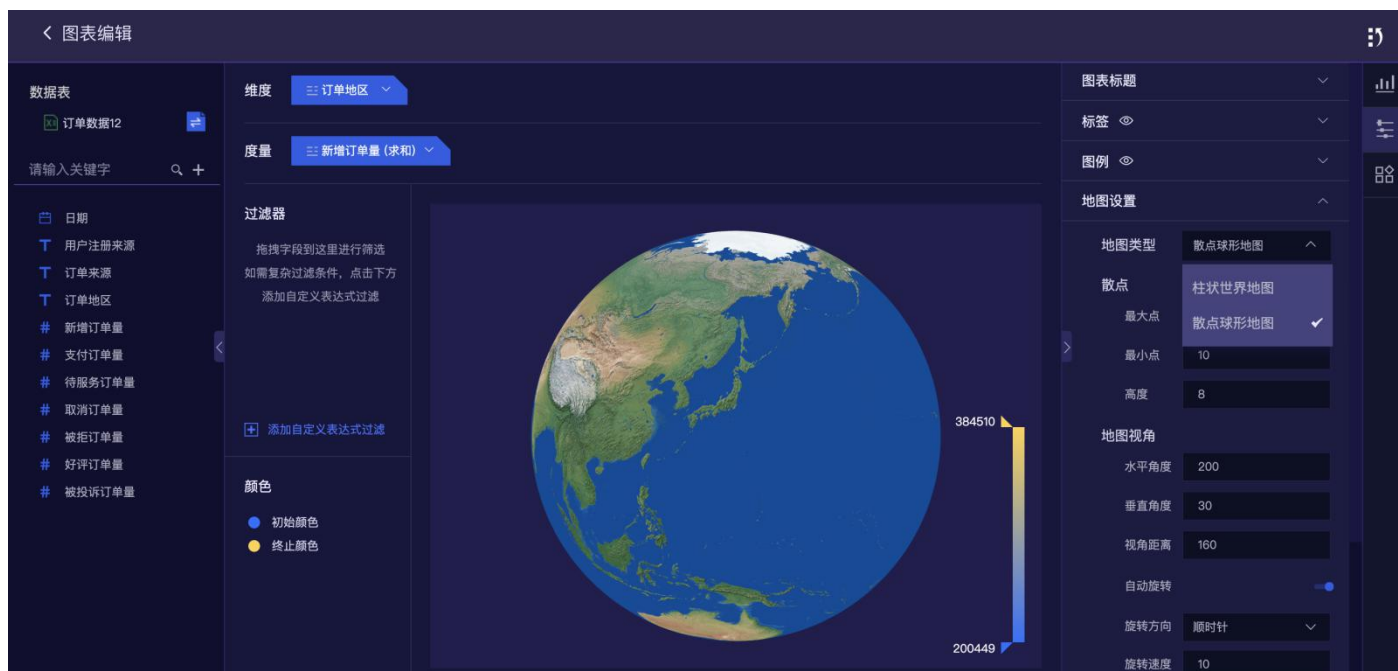 图表编辑
数据表
订单数据12
请输入关键字
日期
用户注册来源
订单来源
订单地区
新增订单量
支付订单量
待服务订单量
取消订单量
被拒订单量
好评订单量
被投诉订单量
维度
订单地区
度量
新增订单量 (求和)
过滤器
拖拽字段到这里进行筛选
如需复杂过滤条件，点击下方
添加自定义表达式过滤
添加自定义表达式过滤
颜色
初始颜色
终止颜色
384510
200449
图表标题
标签
图例
地图设置
地图类型 散点球形地图
柱状世界地图
散点球形地图
散点
最大点
最小点 10
高度 8
地图视角
水平角度 200
垂直角度 30
视角距离 160
自动旋转
旋转方向 顺时针
旋转速度 10